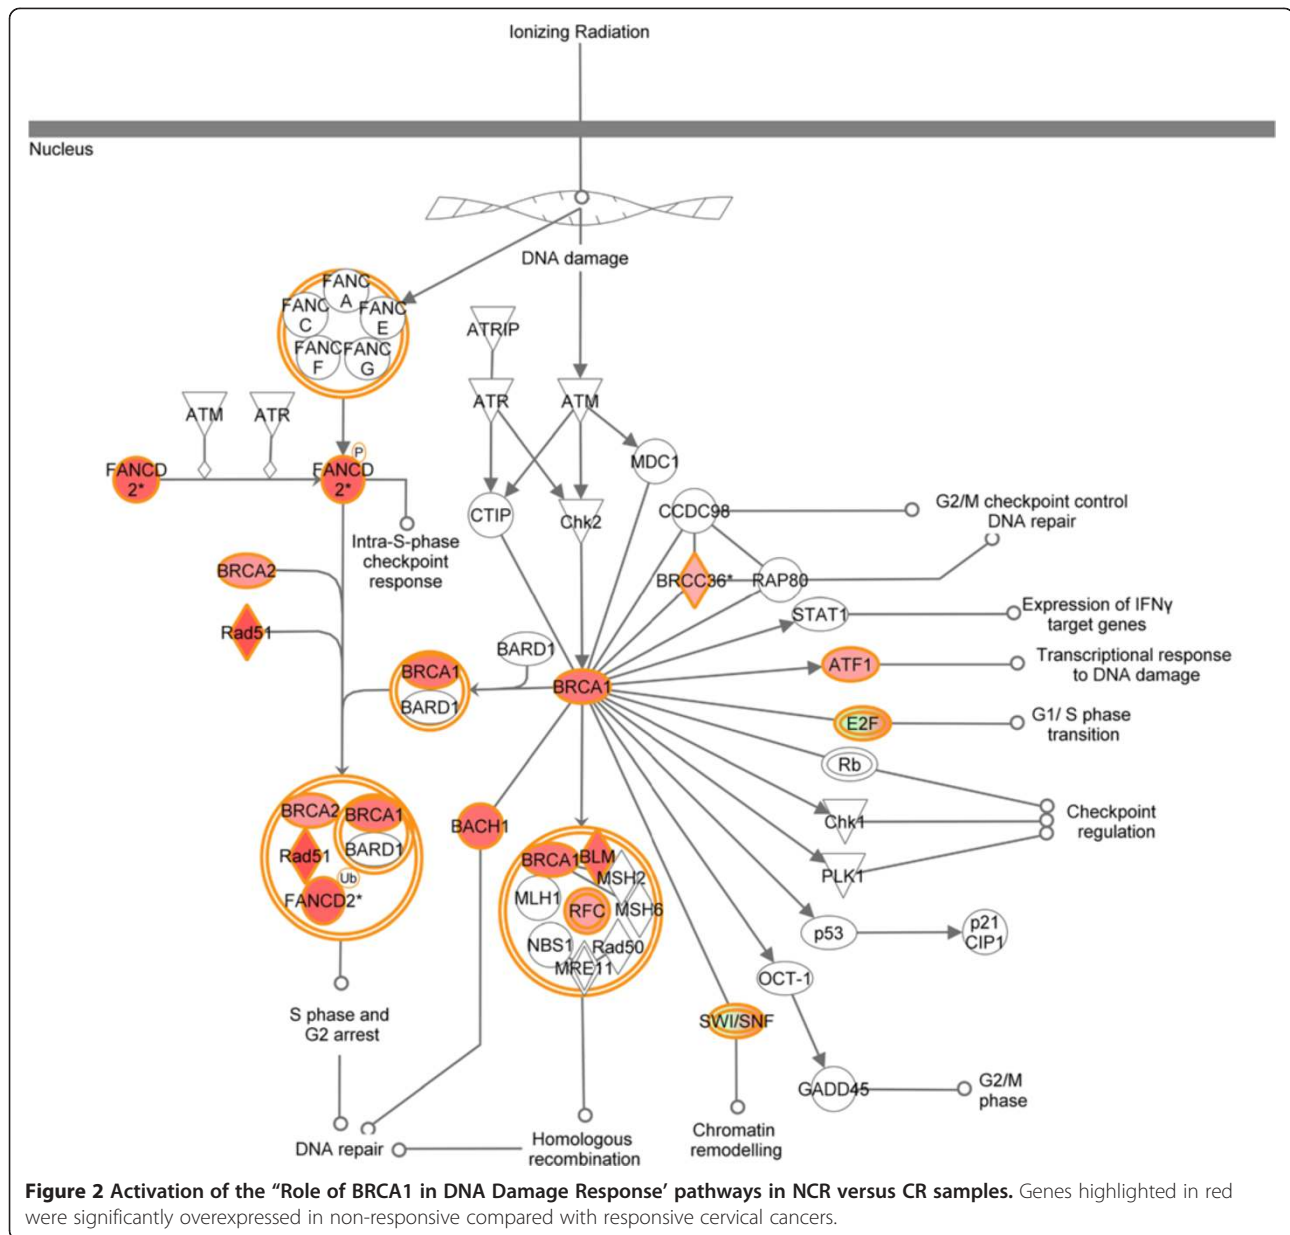 Ionizing Radiation
Nucleus
DNA damage
FANC
A
FANC
C
FANC
E
FANC
F
FANC
G
ATRIP
ATM
ATR
ATR
ATM
P
FANCD
2*
FANCD
2*
MDC1
CTIP
Chk2
CCDC98
G2/M checkpoint control
DNA repair
Intra-S-phase
checkpoint
response
BRCA2
BRCC36*
RAP80
Rad51
STAT1
Expression of IFNγ
target genes
BARD1
BRCA1
BARD1
BRCA1
ATF1
Transcriptional response
to DNA damage
E2F
G1/ S phase
transition
Rb
Chk1
Checkpoint
regulation
PLK1
BRCA2
BRCA1
BARD1
Rad51
Ub
FANCD2*
BACH1
BRCA1
BLM
MSH2
MLH1
RFC
MSH6
NBS1
Rad50
MRE11
p53
p21
CIP1
OCT-1
SWI/SNF
S phase and
G2 arrest
GADD45
G2/M
phase
DNA repair
Homologous
recombination
Chromatin
remodelling
Figure 2 Activation of the “Role of BRCA1 in DNA Damage Response’ pathways in NCR versus CR samples. Genes highlighted in red
were significantly overexpressed in non-responsive compared with responsive cervical cancers.